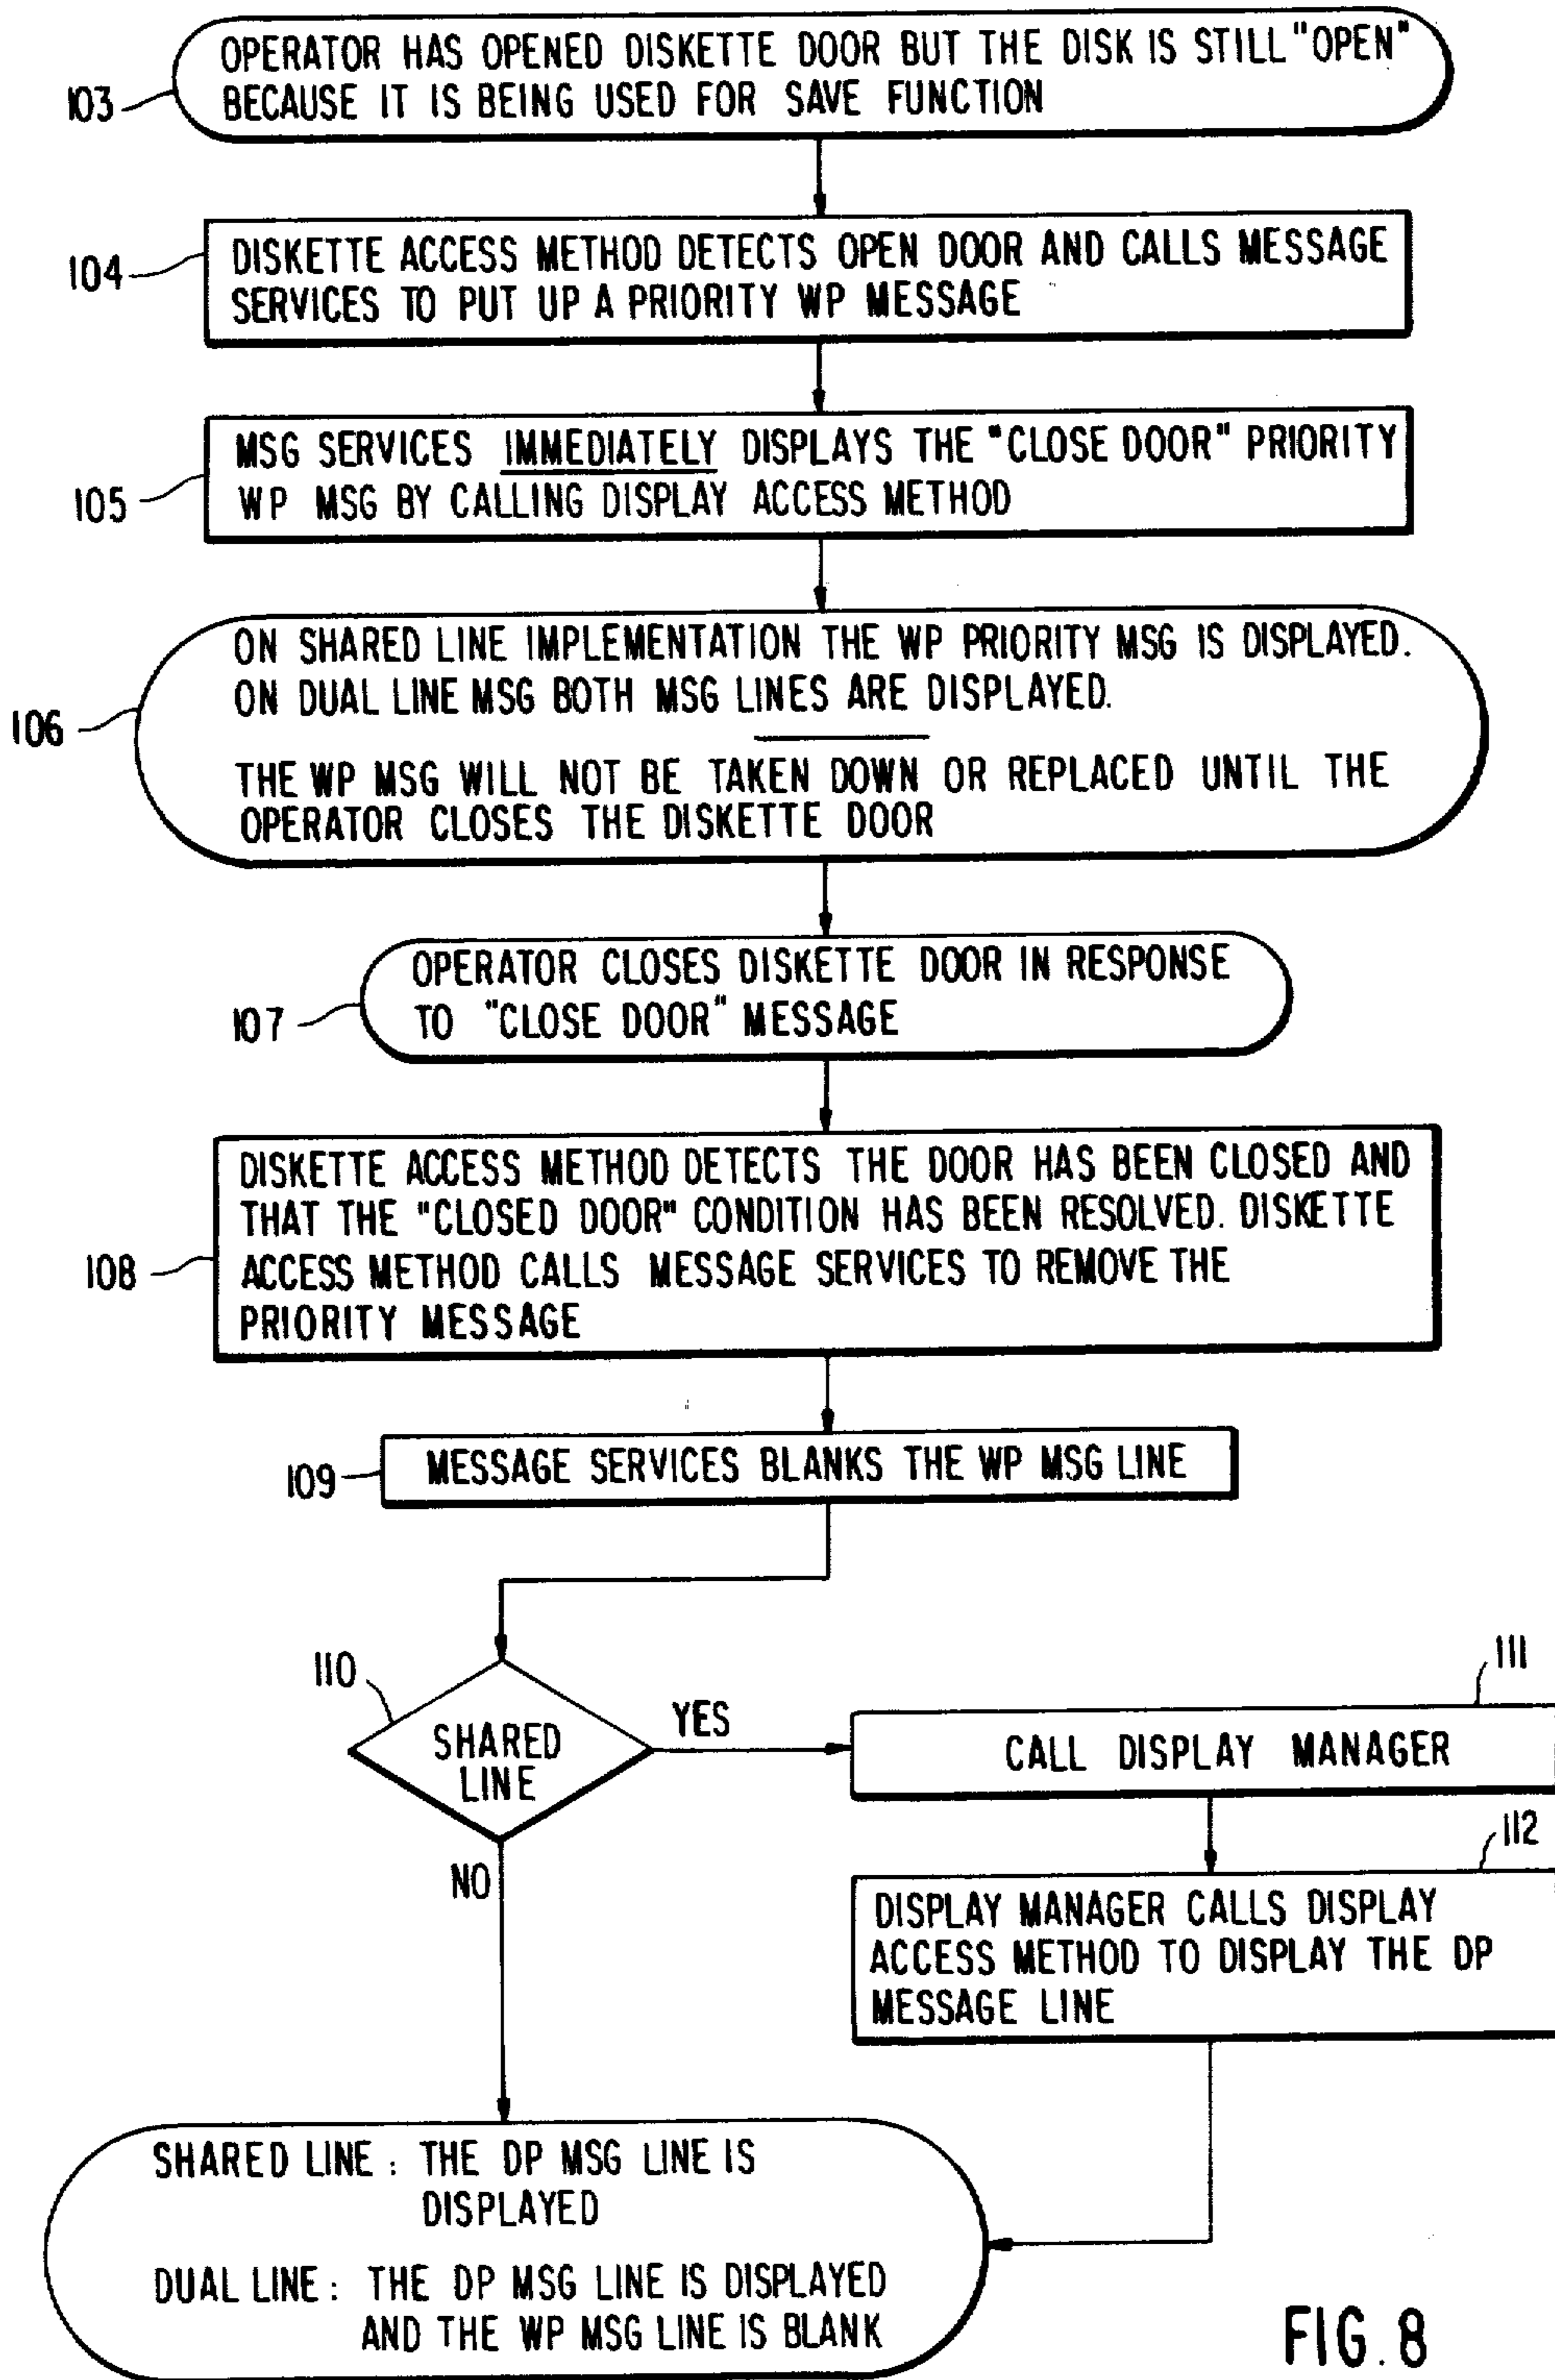 OPERATOR HAS OPENED DISKETTE DOOR BUT THE DISK IS STILL "OPEN"
BECAUSE IT IS BEING USED FOR SAVE FUNCTION
103
DISKETTE ACCESS METHOD DETECTS OPEN DOOR AND CALLS MESSAGE
SERVICES TO PUT UP A PRIORITY WP MESSAGE
104
MSG SERVICES IMMEDIATELY DISPLAYS THE "CLOSE DOOR" PRIORITY
WP MSG BY CALLING DISPLAY ACCESS METHOD
105
ON SHARED LINE IMPLEMENTATION THE WP PRIORITY MSG IS DISPLAYED.
ON DUAL LINE MSG BOTH MSG LINES ARE DISPLAYED.
106
THE WP MSG WILL NOT BE TAKEN DOWN OR REPLACED UNTIL THE
OPERATOR CLOSES THE DISKETTE DOOR
OPERATOR CLOSES DISKETTE DOOR IN RESPONSE
TO "CLOSE DOOR" MESSAGE
107
DISKETTE ACCESS METHOD DETECTS THE DOOR HAS BEEN CLOSED AND
THAT THE "CLOSED DOOR" CONDITION HAS BEEN RESOLVED. DISKETTE
ACCESS METHOD CALLS MESSAGE SERVICES TO REMOVE THE
PRIORITY MESSAGE
108
MESSAGE SERVICES BLANKS THE WP MSG LINE
109
110
SHARED
LINE
YES
NO
111
CALL DISPLAY MANAGER
112
DISPLAY MANAGER CALLS DISPLAY
ACCESS METHOD TO DISPLAY THE DP
MESSAGE LINE
SHARED LINE : THE DP MSG LINE IS
DISPLAYED
DUAL LINE : THE DP MSG LINE IS DISPLAYED
AND THE WP MSG LINE IS BLANK
FIG. 8